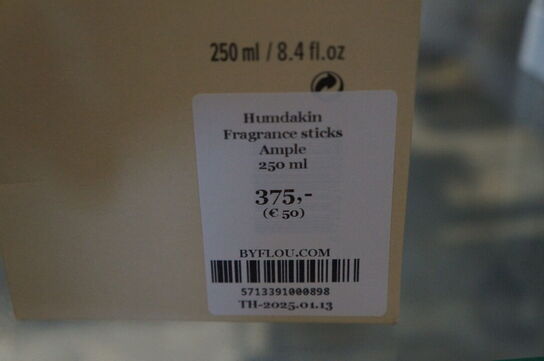 250 ml / 8.4 fl.oz
Humdakin
Fragrance sticks
Ample
250 ml
375,-
(€ 50)
BYFLOU.COM
5713391000898
TH-2025.01.13